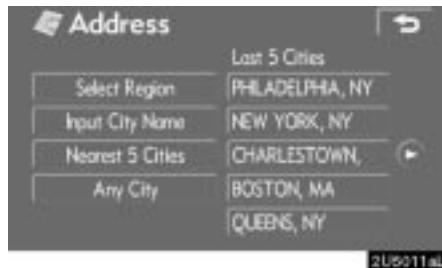 Address
Last 5 Cities
Select Region PHILADELPHIA, NY
Input City Name NEW YORK, NY
Nearest 5 Cities CHARLESTOWN,
Any City BOSTON, MA
QUEENS, NY
2U5011aL